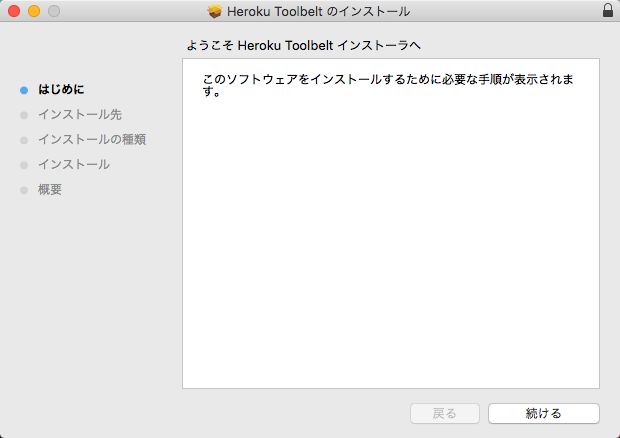 Heroku Toolbelt のインストール
ようこそ Heroku Toolbelt インストーラへ
はじめに
インストール先
インストールの種類
インストール
概要
このソフトウェアをインストールするために必要な手順が表示されま
す。
戻る
続ける